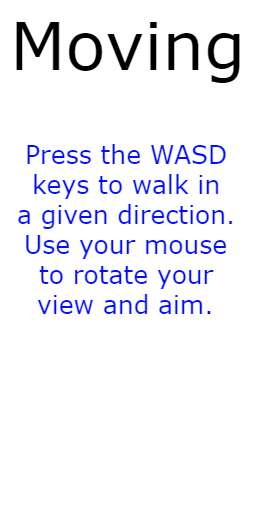 Moving
Press the WASD
keys to walk in
a given direction.
Use your mouse
to rotate your
view and aim.